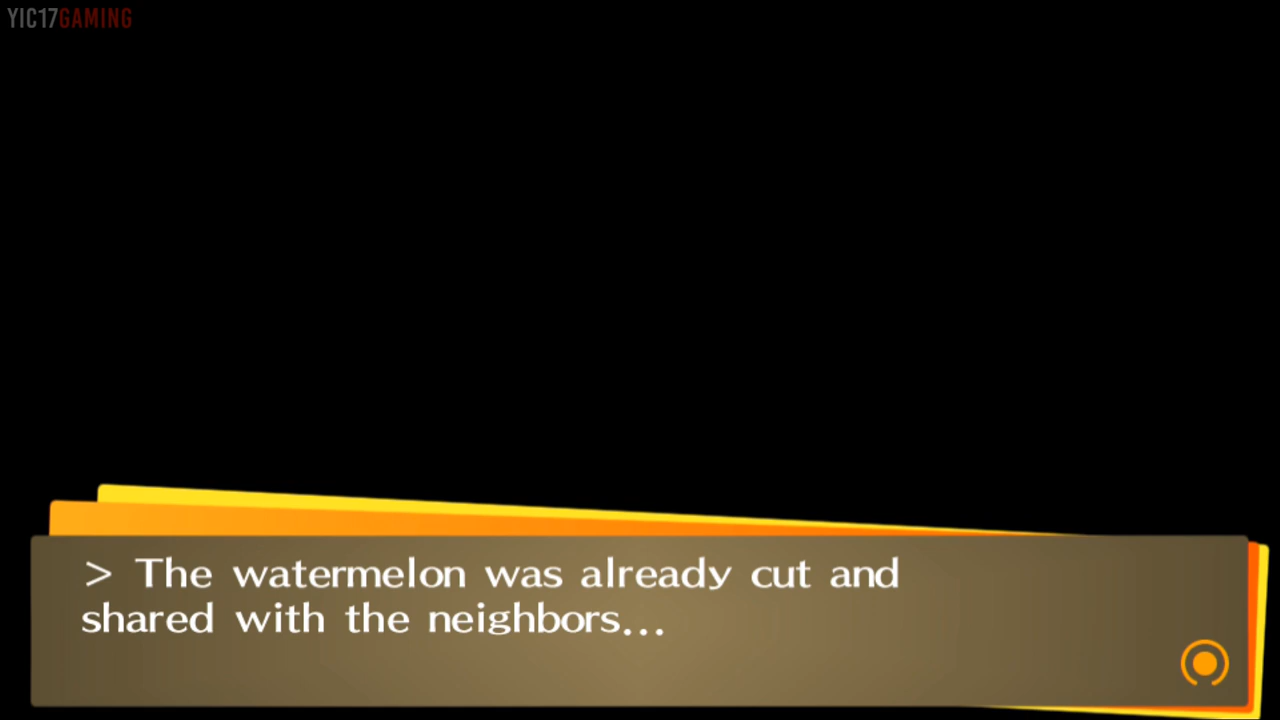 YIC17GAMING
> The watermelon was already cut and
shared with the neighbors...